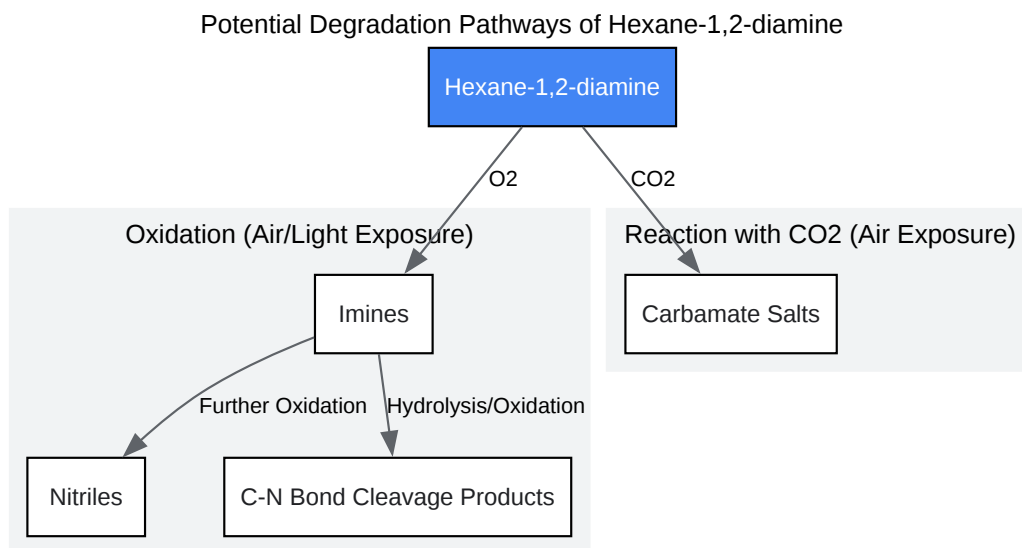 Potential Degradation Pathways of Hexane-1,2-diamine
Hexane-1,2-diamine
O2
CO2
Oxidation (Air/Light Exposure)
Reaction with CO2 (Air Exposure)
Imines
Carbamate Salts
Further Oxidation
Hydrolysis/Oxidation
Nitriles
C-N Bond Cleavage Products